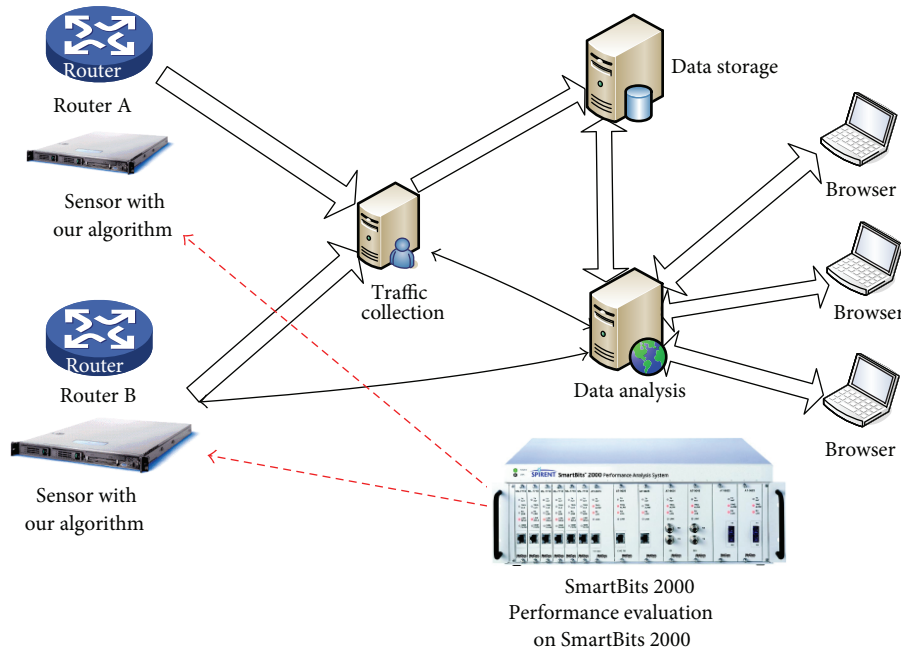 Router
Router A
Sensor with
our algorithm
Router
Router B
Sensor with
our algorithm
Traffic
collection
Data storage
Data analysis
Browser
Browser
Browser
SPIRENT SmartBits 2000 Performance Analysis System
SmartBits 2000
Performance evaluation
on SmartBits 2000